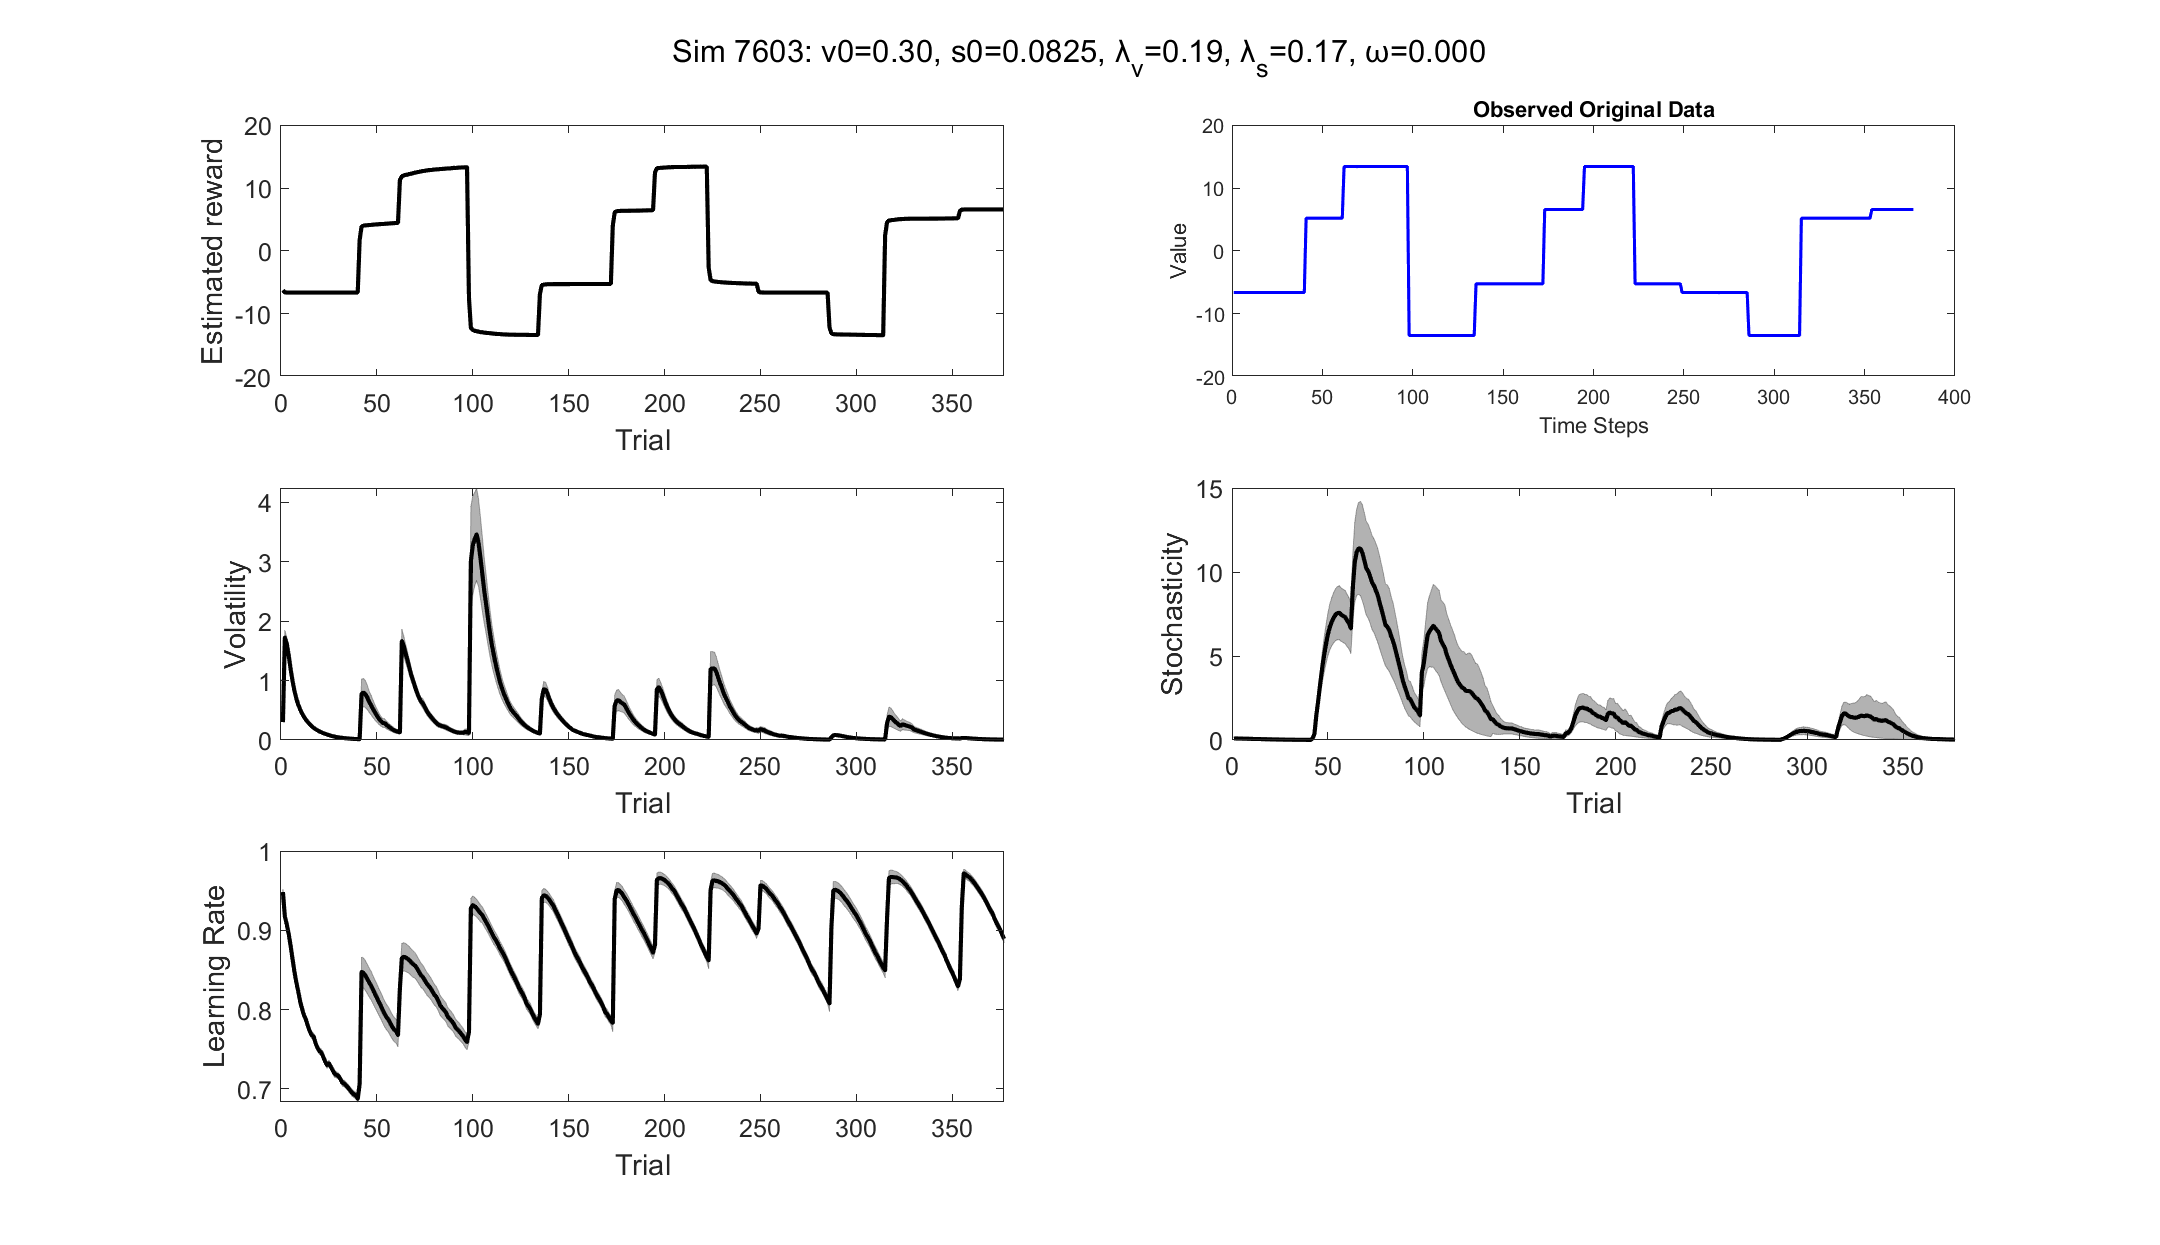 Sim 7603: v0=0.30, s0=0.0825, λv=0.19, λs=0.17, ω=0.000
Estimated reward
20
10
0
-10
-20
0 50 100 150 200 250 300 350
Trial
Observed Original Data
Value
20
10
0
-10
-20
0 50 100 150 200 250 300 350 400
Time Steps
Volatility
4
3
2
1
0
0 50 100 150 200 250 300 350
Trial
Stochasticity
15
10
5
0
0 50 100 150 200 250 300 350
Trial
Learning Rate
1
0.9
0.8
0.7
0 50 100 150 200 250 300 350
Trial